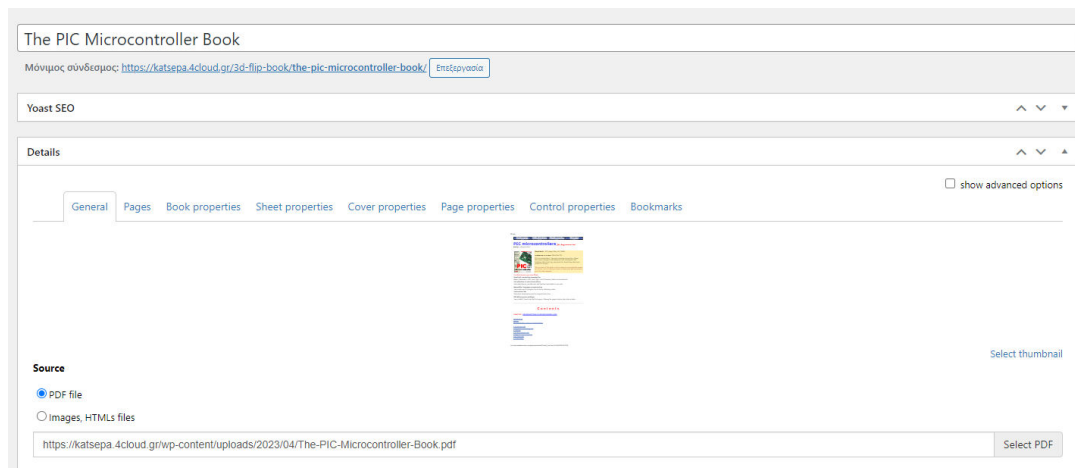 The PIC Microcontroller Book
Μόνιμος σύνδεσμος: https://katsepa.4cloud.gr/3d-flip-book/the-pic-microcontroller-book/ Επεξεργασία
Yoast SEO
Details
show advanced options
General Pages Book properties Sheet properties Cover properties Page properties Control properties Bookmarks
PIC microcontrollers
Contents
Select thumbnail
Source
PDF file
Images, HTMLs files
https://katsepa.4cloud.gr/wp-content/uploads/2023/04/The-PIC-Microcontroller-Book.pdf Select PDF